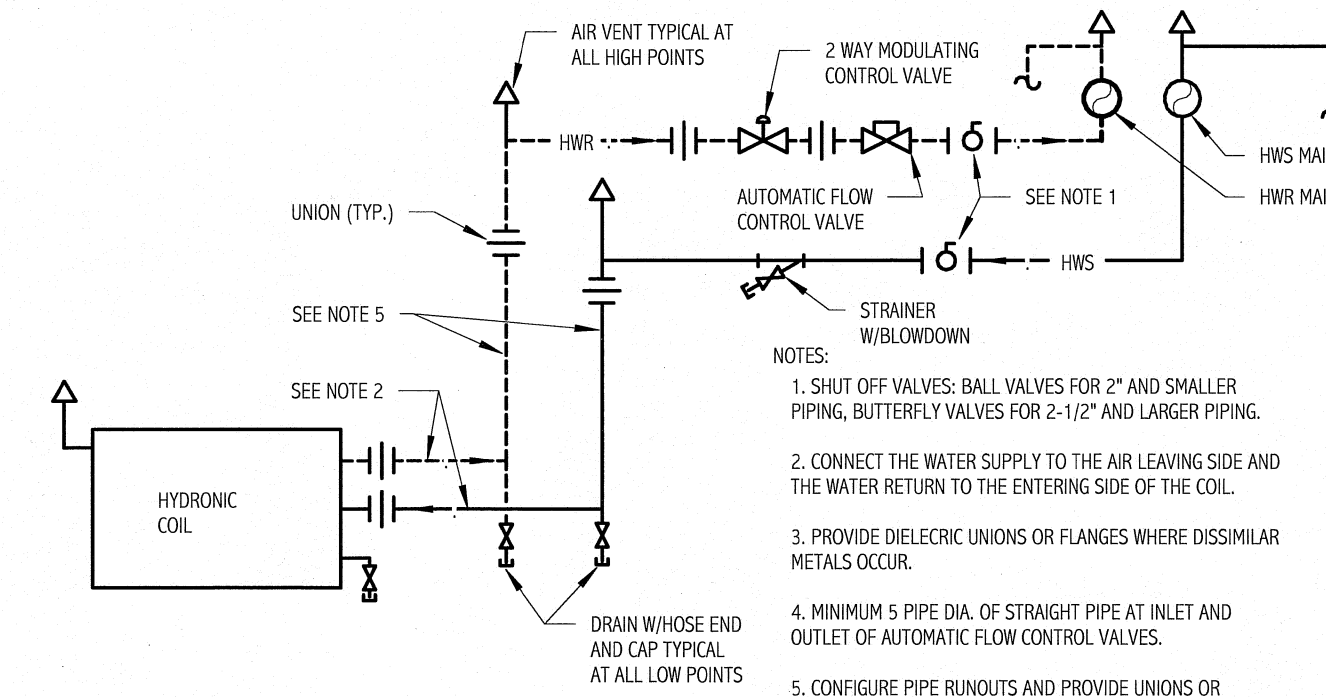 AIR VENT TYPICAL AT
ALL HIGH POINTS
2 WAY MODULATING
CONTROL VALVE
HWR
HWS MAI
HWR MAI
AUTOMATIC FLOW
CONTROL VALVE
SEE NOTE 1
UNION (TYP.)
HWS
STRAINER
W/BLOWDOWN
SEE NOTE 5
SEE NOTE 2
HYDRONIC
COIL
DRAIN W/HOSE END
AND CAP TYPICAL
AT ALL LOW POINTS
NOTES:
1. SHUT OFF VALVES: BALL VALVES FOR 2" AND SMALLER
PIPING, BUTTERFLY VALVES FOR 2-1/2" AND LARGER PIPING.
2. CONNECT THE WATER SUPPLY TO THE AIR LEAVING SIDE AND
THE WATER RETURN TO THE ENTERING SIDE OF THE COIL.
3. PROVIDE DIELECRIC UNIONS OR FLANGES WHERE DISSIMILAR
METALS OCCUR.
4. MINIMUM 5 PIPE DIA. OF STRAIGHT PIPE AT INLET AND
OUTLET OF AUTOMATIC FLOW CONTROL VALVES.
5. CONFIGURE PIPE RUNOUTS AND PROVIDE UNIONS OR